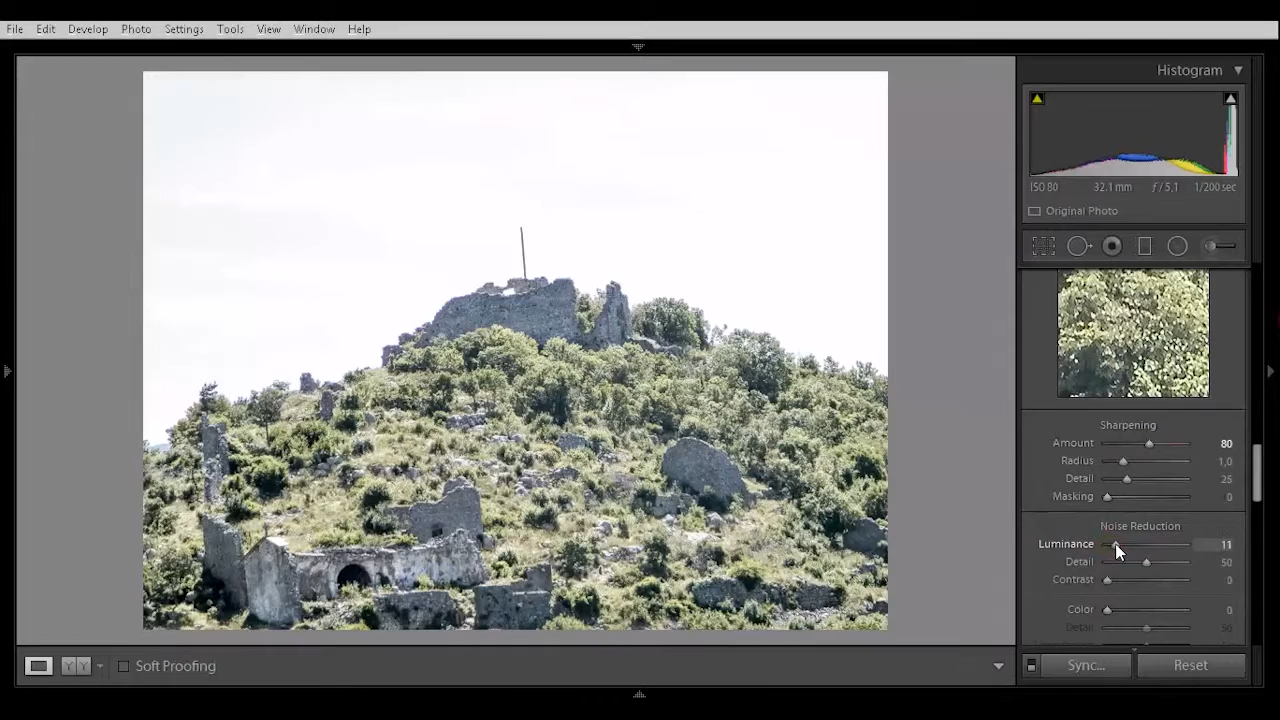 File Edit Develop Photo Settings Tools View Window Help
Histogram
ISO 80 32.1 mm ƒ / 5,1 1/200 sec
Original Photo
Sharpening
Amount 80
Radius 1,0
Detail 25
Masking 0
Noise Reduction
Luminance 11
Detail 50
Contrast 0
Color 0
Detail 50
Soft Proofing
Sync... Reset